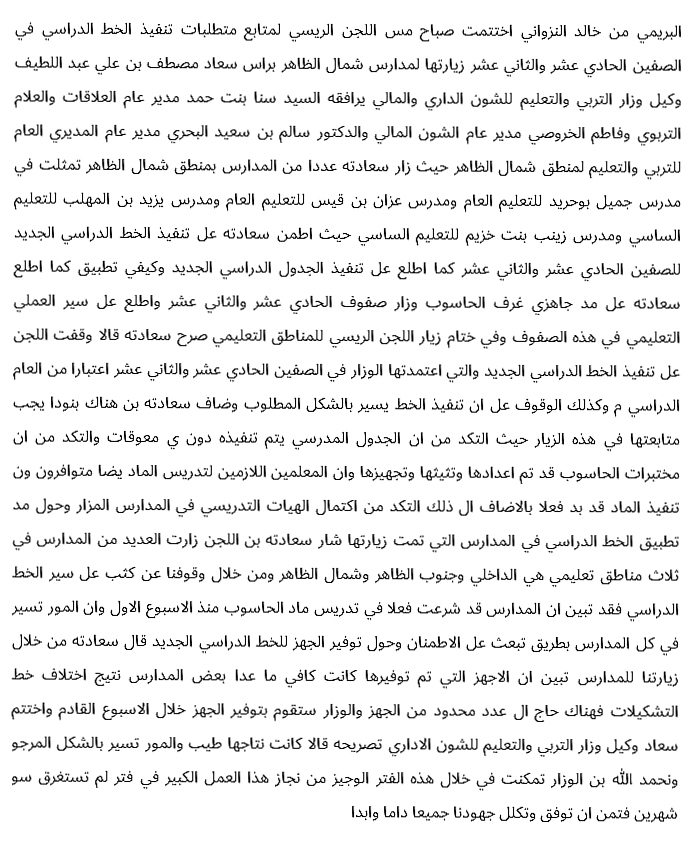 البريمي من خالد النزواني اختتمت صباح مس اللجن الريسي لمتابع متطلبات تنفيذ الخط الدراسي في
الصفين الحادي عشر والثاني عشر زيارتها لمدارس شمال الظاهر براس سعاد مصطف بن علي عبد اللطيف
وكيل وزار التربي والتعليم للشون الداري والمالي يرافقه السيد سنا بنت حمد مدير عام العلاقات والعلام
التربوي وفاطم الخروصي مدير عام الشون المالي والدكتور سالم بن سعيد البحري مدير عام المديري العام
للتربي والتعليم لمنطق شمال الظاهر حيث زار سعادته عددا من المدارس بمنطق شمال الظاهر تمثلت في
مدرس جميل بوحريد للتعليم العام ومدرس عزان بن قيس للتعليم العام ومدرس يزيد بن المهلب للتعليم
الساسي ومدرس زينب بنت خزيم للتعليم الساسي حيث اطمن سعادته عل تنفيذ الخط الدراسي الجديد
للصفين الحادي عشر والثاني عشر كما اطلع عل تنفيذ الجدول الدراسي الجديد وكيفي تطبيق كما اطلع
سعادته عل مد جاهزي غرف الحاسوب وزار صفوف الحادي عشر والثاني عشر واطلع عل سير العملي
التعليمي في هذه الصفوف وفي ختام زيار اللجن الريسي للمناطق التعليمي صرح سعادته قالا وقفت اللجن
عل تنفيذ الخط الدراسي الجديد والتي اعتمدتها الوزار في الصفين الحادي عشر والثاني عشر اعتبارا من العام
الدراسي م وكذلك الوقوف عل ان تنفيذ الخط يسير بالشكل المطلوب وضاف سعادته بن هناك بنودا يجب
متابعتها في هذه الزيار حيث التكد من ان الجدول المدرسي يتم تنفيذه دون ي معوقات والتكد من ان
مختبرات الحاسوب قد تم اعدادها وتثيثها وتجهيزها وان المعلمين اللازمين لتدريس الماد يضا متوافرون ون
تنفيذ الماد قد بد فعلا بالاضاف ال ذلك التكد من اكتمال الهيات التدريسي في المدارس المزار وحول مد
تطبيق الخط الدراسي في المدارس التي تمت زيارتها شار سعادته بن اللجن زارت العديد من المدارس في
ثلاث مناطق تعليمي هي الداخلي وجنوب الظاهر وشمال الظاهر ومن خلال وقوفنا عن كثب عل سير الخط
الدراسي فقد تبين ان المدارس قد شرعت فعلا في تدريس ماد الحاسوب منذ الاسبوع الاول وان المور تسير
في كل المدارس بطريق تبعث عل الاطمنان وحول توفير الجهز للخط الدراسي الجديد قال سعادته من خلال
زيارتنا للمدارس تبين ان الاجهز التي تم توفيرها كانت كافي ما عدا بعض المدارس نتيج اختلاف خط
التشكيلات فهناك حاج ال عدد محدود من الجهز والوزار ستقوم بتوفير الجهز خلال الاسبوع القادم واختتم
سعاد وكيل وزار التربي والتعليم للشون الاداري تصريحه قالا كانت نتاجها طيب والمور تسير بالشكل المرجو
ونحمد الله بن الوزار تمكنت في خلال هذه الفتر الوجيز من نجاز هذا العمل الكبير في فتر لم تستغرق سو
شهرين فتمن ان توفق وتكلل جهودنا جميعا داما وابدا